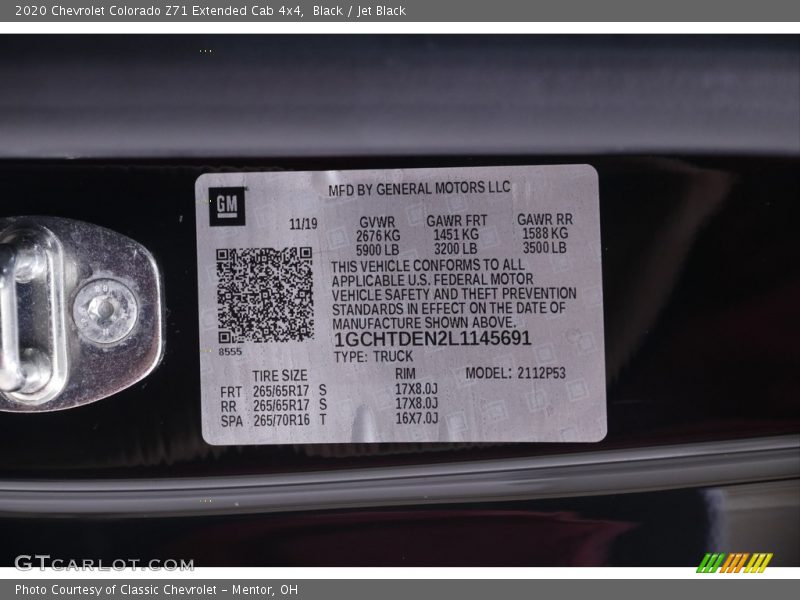 2020 Chevrolet Colorado Z71 Extended Cab 4x4, Black / Jet Black
GM
MFD BY GENERAL MOTORS LLC
11/19 GVWR GAWR FRT GAWR RR
2676 KG 1451 KG 1588 KG
5900 LB 3200 LB 3500 LB
THIS VEHICLE CONFORMS TO ALL
APPLICABLE U.S. FEDERAL MOTOR
VEHICLE SAFETY AND THEFT PREVENTION
STANDARDS IN EFFECT ON THE DATE OF
MANUFACTURE SHOWN ABOVE.
1GCHTDEN2L1145691
8555
TYPE: TRUCK
TIRE SIZE RIM MODEL: 2112P53
FRT 265/65R17 S 17X8.0J
RR 265/65R17 S 17X8.0J
SPA 265/70R16 T 16X7.0J
GTCARLOT.COM
Photo Courtesy of Classic Chevrolet - Mentor, OH